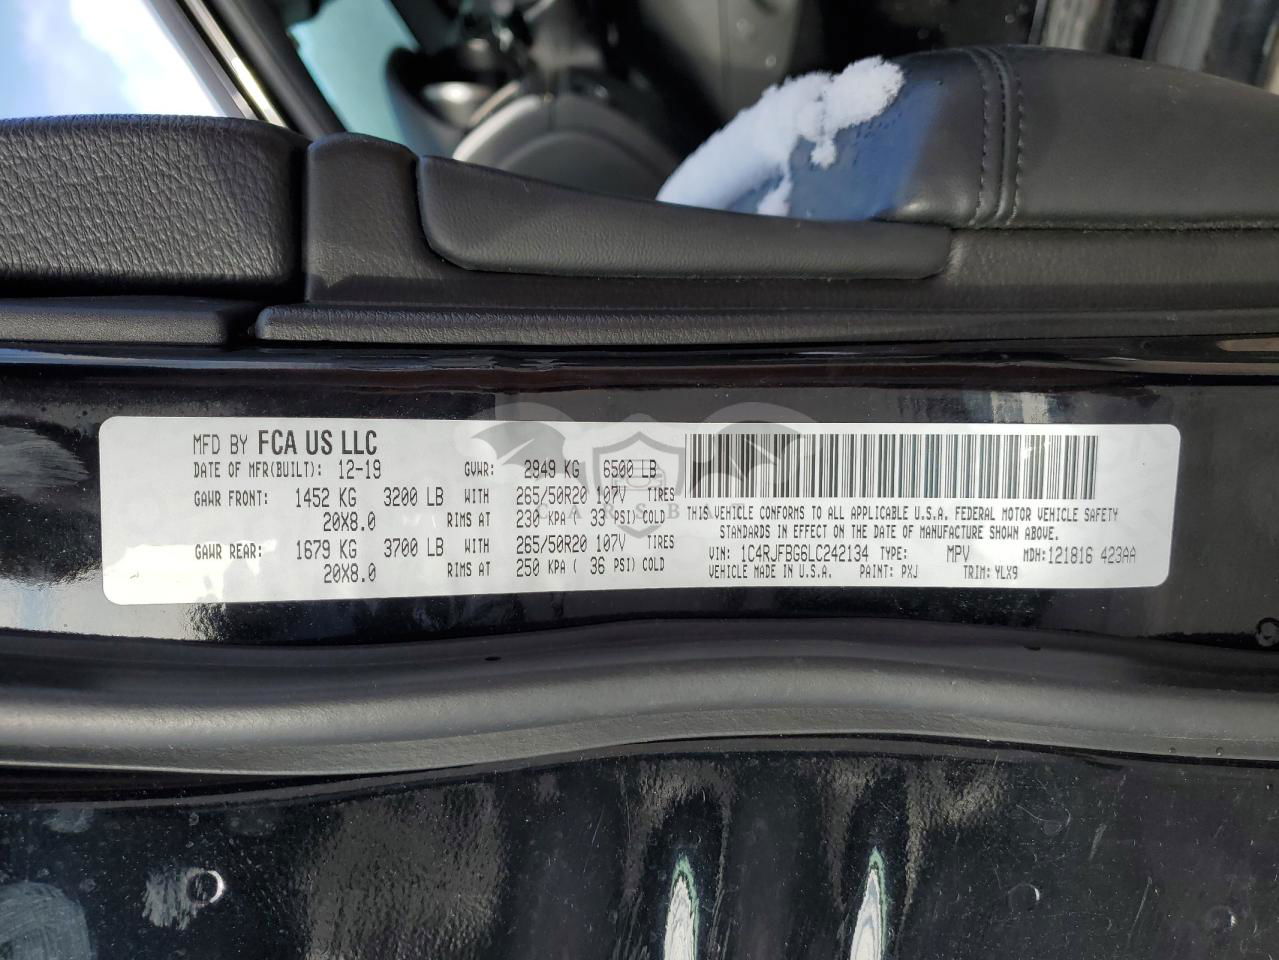 MFD BY FCA US LLC
DATE OF MFR(BUILT): 12-19 GVWR: 2949 KG 6500 LB
GAWR FRONT: 1452 KG 3200 LB WITH 265/50R20 107V TIRES
20X8.0 RIMS AT 230 KPA ( 33 PSI) COLD
GAWR REAR: 1679 KG 3700 LB WITH 265/50R20 107V TIRES
20X8.0 RIMS AT 250 KPA ( 36 PSI) COLD
THIS VEHICLE CONFORMS TO ALL APPLICABLE U.S.A. FEDERAL MOTOR VEHICLE SAFETY
STANDARDS IN EFFECT ON THE DATE OF MANUFACTURE SHOWN ABOVE.
VIN: 1C4RJFBG6LC242134 TYPE: MPV MDH: 121816 423AA
VEHICLE MADE IN U.S.A. PAINT: PXJ TRIM: YLX9